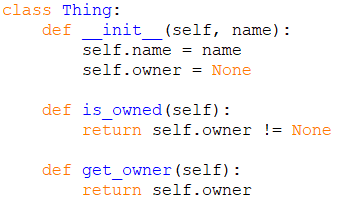 class Thing:
    def __init__(self, name):
        self.name = name
        self.owner = None

    def is_owned(self):
        return self.owner != None

    def get_owner(self):
        return self.owner